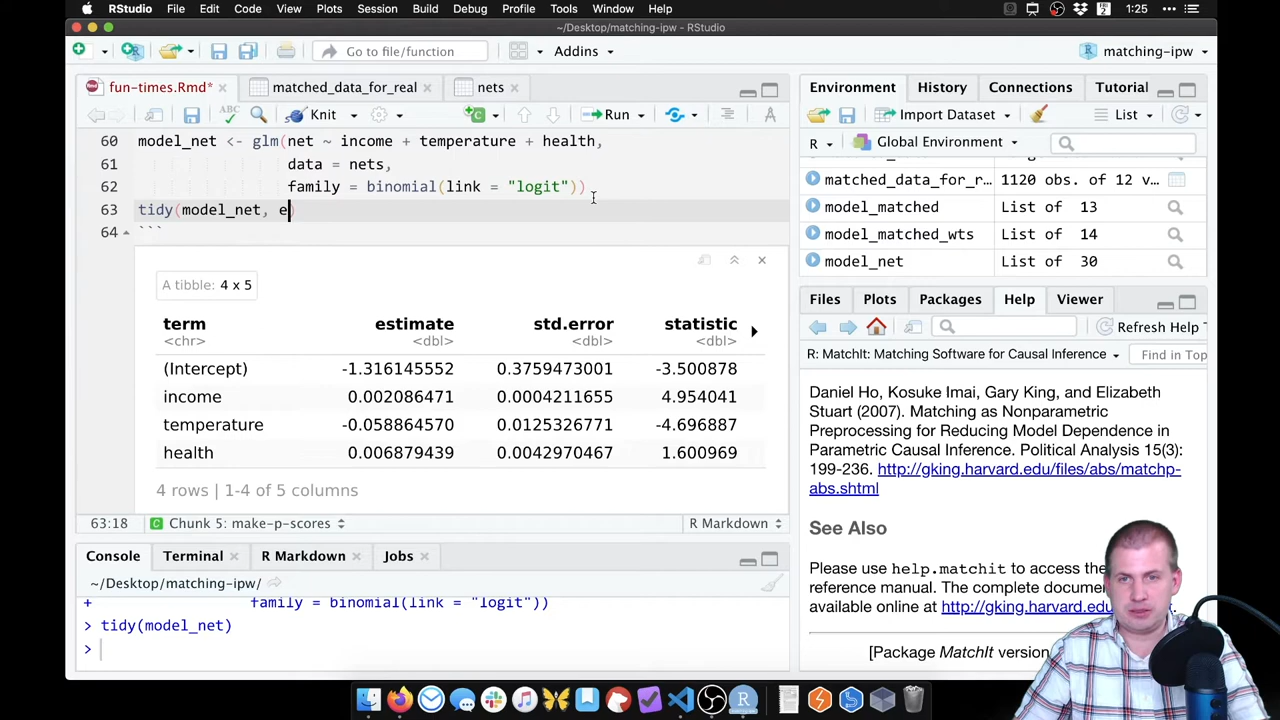 RStudio File Edit Code View Plots Session Build Debug Profile Tools Window Help 2 1:25
~/Desktop/matching-ipw - RStudio
Go to file/function Addins matching-ipw
fun-times.Rmd* matched_data_for_real nets
Knit Run
60 model_net <- glm(net ~ income + temperature + health,
61 data = nets,
62 family = binomial(link = "logit"))
63 tidy(model_net, e)
64 ```
A tibble: 4 x 5
term estimate std.error statistic
<chr> <dbl> <dbl> <dbl>
(Intercept) -1.316145552 0.3759473001 -3.500878
income 0.002086471 0.0004211655 4.954041
temperature -0.058864570 0.0125326771 -4.696887
health 0.006879439 0.0042970467 1.600969
4 rows | 1-4 of 5 columns
63:18 Chunk 5: make-p-scores R Markdown
Console Terminal R Markdown Jobs
~/Desktop/matching-ipw/
+ family = binomial(link = "logit"))
> tidy(model_net)
>
Environment History Connections Tutorial
Import Dataset List
R Global Environment
matched_data_for_r… 1120 obs. of 12 v…
model_matched List of 13
model_matched_wts List of 14
model_net List of 30
Files Plots Packages Help Viewer
Refresh Help T
R: MatchIt: Matching Software for Causal Inference Find in Top
Daniel Ho, Kosuke Imai, Gary King, and Elizabeth
Stuart (2007). Matching as Nonparametric
Preprocessing for Reducing Model Dependence in
Parametric Causal Inference. Political Analysis 15(3):
199-236. http://gking.harvard.edu/files/abs/matchp-
abs.shtml
See Also
Please use help.matchit to access the
reference manual. The complete docume
available online at http://gking.harvard.edu
[Package MatchIt version